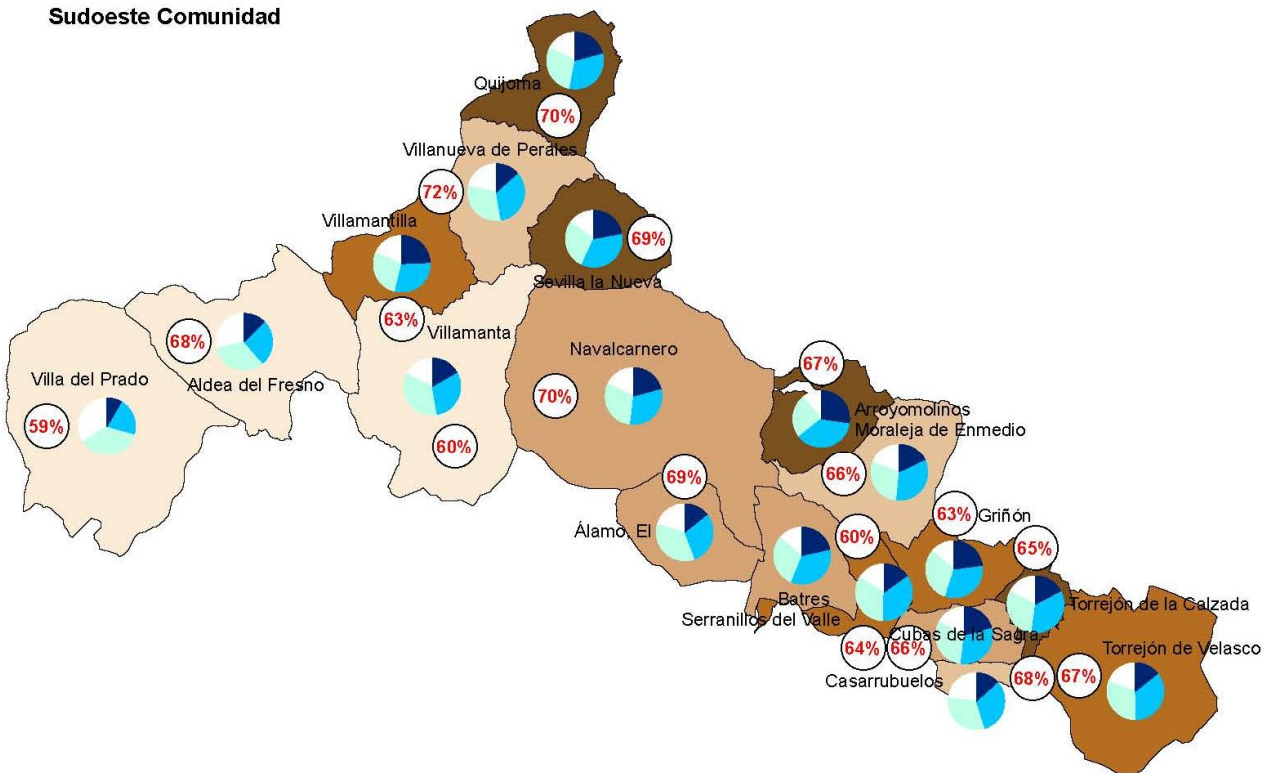 Sudoeste Comunidad
Quijorna
70%
Villanueva de Perales
72%
Villamantilla
69%
Sevilla la Nueva
63%
Villamanta
68%
Aldea del Fresno
Villa del Prado
59%
Navalcarnero
70%
60%
67%
Arroyomolinos
Moraleja de Enmedio
66%
69%
Álamo, El
63%
Griñón
60%
65%
Batres
Serranillos del Valle
Torrejón de la Calzada
64%
66%
Cubas de la Sagra
Torrejón de Velasco
Casarrubuelos
68%
67%